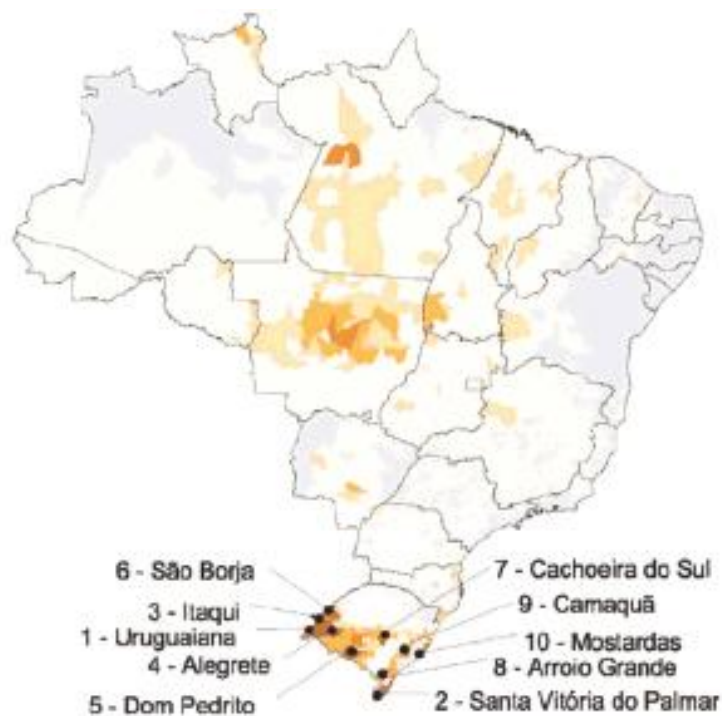 6 - São Borja
7 - Cachoeira do Sul
3 - Itaqui
9 - Camaquã
1 - Uruguaiana
10 - Mostardas
4 - Alegrete
8 - Arroio Grande
5 - Dom Pedrito
2 - Santa Vitória do Palmar